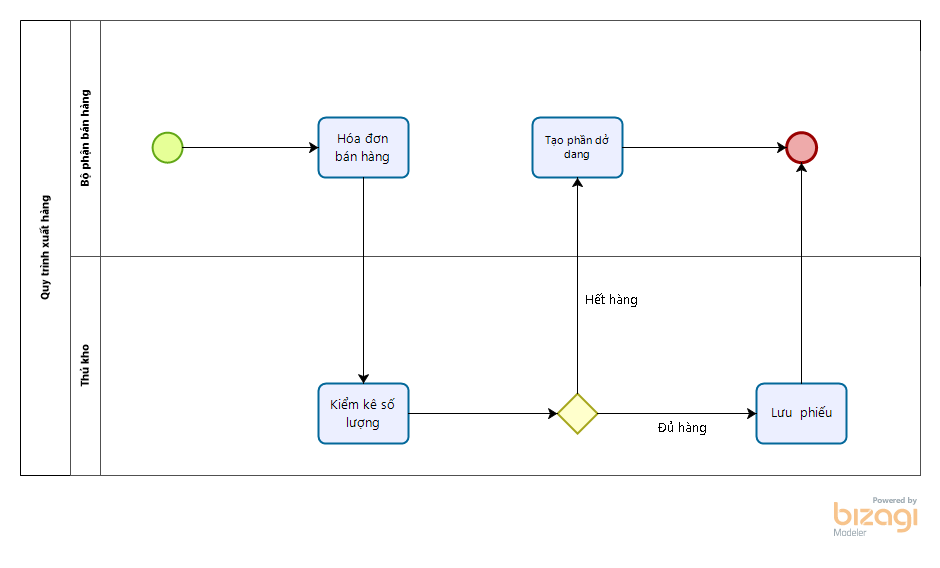 Quy trình xuất hàng
Bộ phận bán hàng
Hóa đơn
bán hàng
Tạo phần dở
dang
Thủ kho
Hết hàng
Kiểm kê số
lượng
Đủ hàng
Lưu phiếu
Powered by
bizagi
Modeler